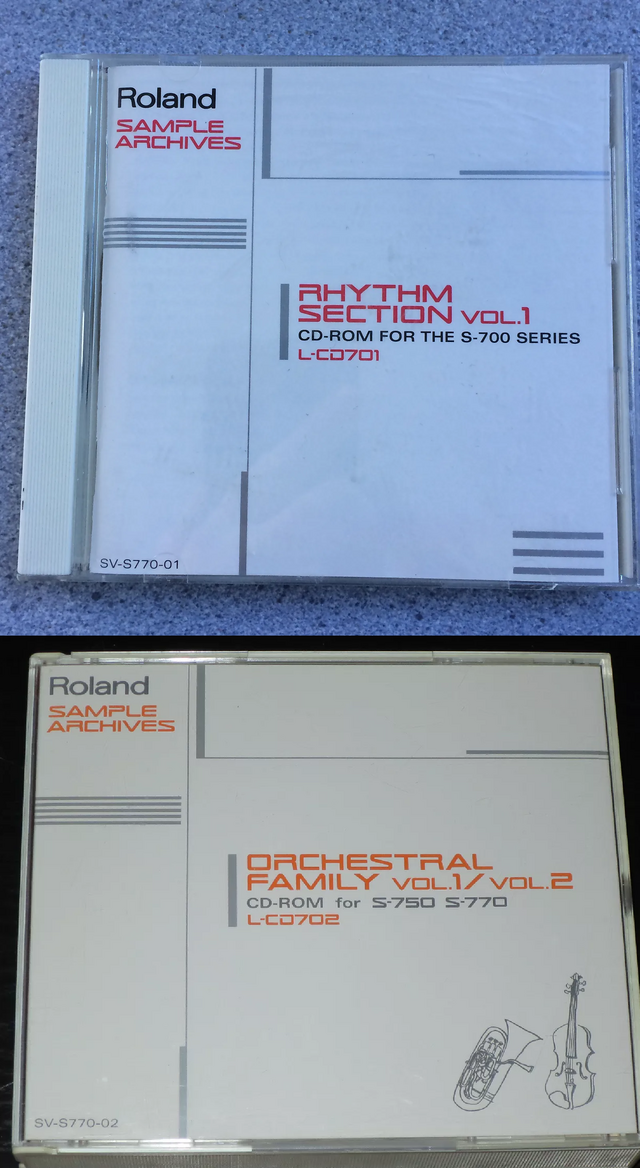 Roland
SAMPLE
ARCHIVES
RHYTHM
SECTION VOL.1
CD-ROM FOR THE S-700 SERIES
L-CD701
SV-S770-01
Roland
SAMPLE
ARCHIVES
ORCHESTRAL
FAMILY VOL.1/VOL.2
CD-ROM for S-750 S-770
L-CD702
SV-S770-02